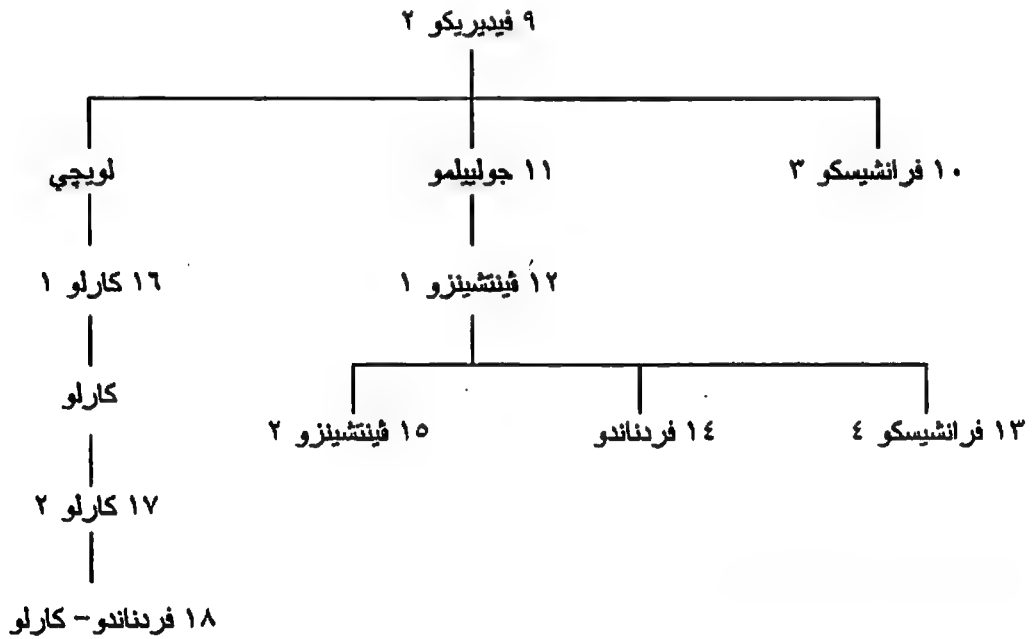 ٩ فيديريكو ٢
١٠ فرانشيسكو ٣
١١ جولييلمو
لويچي
١٢ ڤينتشينزو ١
١٦ كارلو ١
كارلو
١٣ فرانشيسكو ٤
١٤ فردناندو
١٥ ڤينتشينزو ٢
١٧ كارلو ٢
١٨ فردناندو – كارلو